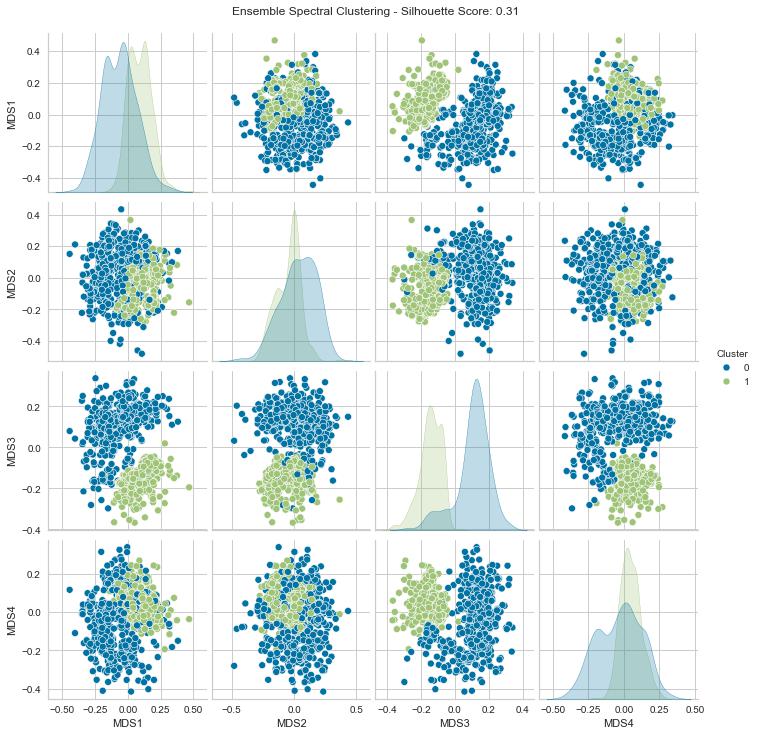 Ensemble Spectral Clustering - Silhouette Score: 0.31
0.4
0.2
0.0
−0.2
−0.4
MDS1
0.4
0.2
0.0
−0.2
−0.4
MDS2
Cluster
0
1
0.2
0.0
−0.2
−0.4
MDS3
0.2
0.0
−0.2
−0.4
MDS4
−0.50 −0.25 0.00 0.25 −0.5 0.0 0.5 −0.4 −0.2 0.0 0.2 0.4 −0.50 −0.25 0.00 0.25 0.50
MDS1 MDS2 MDS3 MDS4